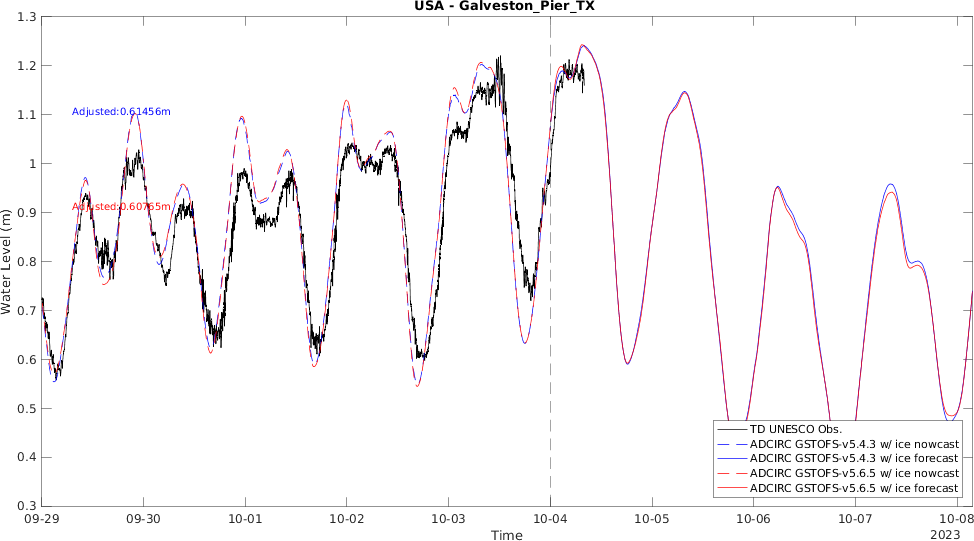 USA - Galveston_Pier_TX
1.3
1.2
1.1
1
0.9
0.8
0.7
0.6
0.5
0.4
0.3
Water Level (m)
Adjusted:0.61456m
Adjusted:0.60765m
TD UNESCO Obs.
ADCIRC GSTOFS-v5.4.3 w/ ice nowcast
ADCIRC GSTOFS-v5.4.3 w/ ice forecast
ADCIRC GSTOFS-v5.6.5 w/ ice nowcast
ADCIRC GSTOFS-v5.6.5 w/ ice forecast
09-29 09-30 10-01 10-02 10-03 10-04 10-05 10-06 10-07 10-08
Time
2023